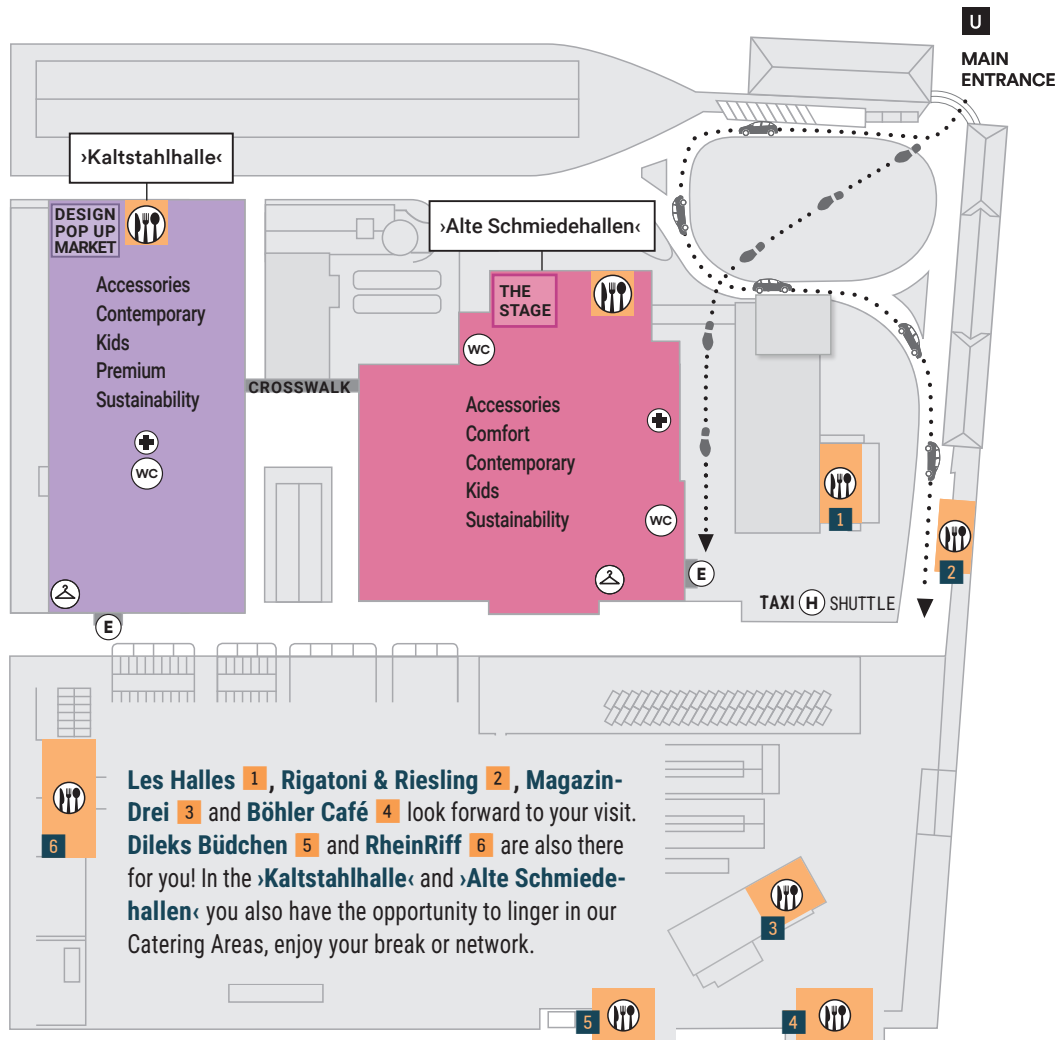 U
MAIN
ENTRANCE
›Kaltstahlhalle‹
DESIGN
POP UP
MARKET
Accessories
Contemporary
Kids
Premium
Sustainability
WC
E
CROSSWALK
›Alte Schmiedehallen‹
THE
STAGE
WC
Accessories
Comfort
Contemporary
Kids
Sustainability
WC
E
1
2
TAXI H SHUTTLE
6
Les Halles 1, Rigatoni & Riesling 2, Magazin-
Drei 3 and Böhler Café 4 look forward to your visit.
Dileks Büdchen 5 and RheinRiff 6 are also there
for you! In the ›Kaltstahlhalle‹ and ›Alte Schmiede-
hallen‹ you also have the opportunity to linger in our
Catering Areas, enjoy your break or network.
3
5
4